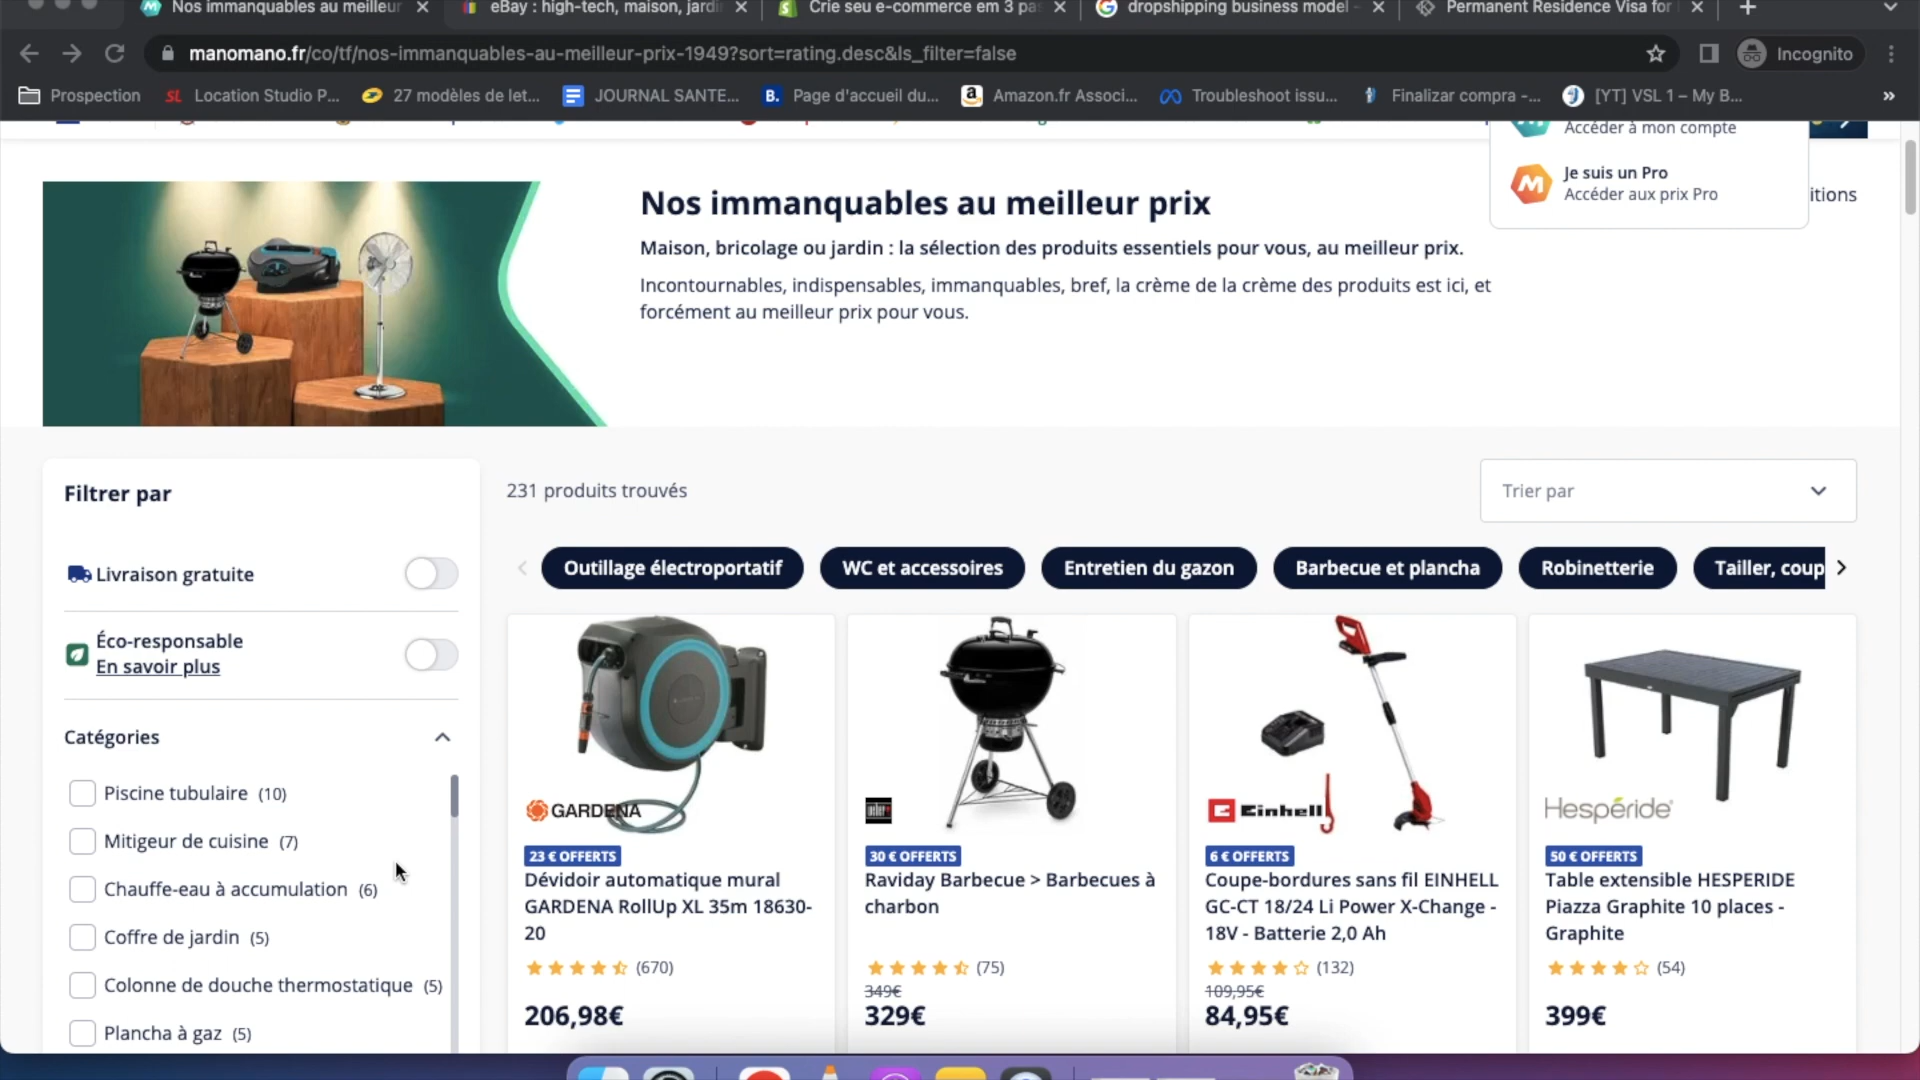 Nos immanquables au meilleur
eBay : high-tech, maison, jardi
Crie seu e-commerce em 3 pas
dropshipping business model -
Permanent Residence Visa for
manomano.fr/co/tf/nos-immanquables-au-meilleur-prix-1949?sort=rating.desc&ls_filter=false
Incognito
Prospection
SL Location Studio P...
27 modèles de let...
JOURNAL SANTE...
B. Page d'accueil du...
a Amazon.fr Associ...
Troubleshoot issu...
Finalizar compra -...
[YT] VSL 1 – My B...
»
Accéder à mon compte
Je suis un Pro
Accéder aux prix Pro
itions
Nos immanquables au meilleur prix
Maison, bricolage ou jardin : la sélection des produits essentiels pour vous, au meilleur prix.
Incontournables, indispensables, immanquables, bref, la crème de la crème des produits est ici, et
forcément au meilleur prix pour vous.
Filtrer par
Livraison gratuite
Éco-responsable
En savoir plus
Catégories
Piscine tubulaire (10)
Mitigeur de cuisine (7)
Chauffe-eau à accumulation (6)
Coffre de jardin (5)
Colonne de douche thermostatique (5)
Plancha à gaz (5)
231 produits trouvés
Trier par
Outillage électroportatif
WC et accessoires
Entretien du gazon
Barbecue et plancha
Robinetterie
Tailler, coup
GARDENA
23 € OFFERTS
Dévidoir automatique mural
GARDENA RollUp XL 35m 18630-
20
(670)
206,98€
weber
30 € OFFERTS
Raviday Barbecue > Barbecues à
charbon
(75)
349€
329€
Einhell
6 € OFFERTS
Coupe-bordures sans fil EINHELL
GC-CT 18/24 Li Power X-Change -
18V - Batterie 2,0 Ah
(132)
109,95€
84,95€
Hespéride
50 € OFFERTS
Table extensible HESPERIDE
Piazza Graphite 10 places -
Graphite
(54)
399€